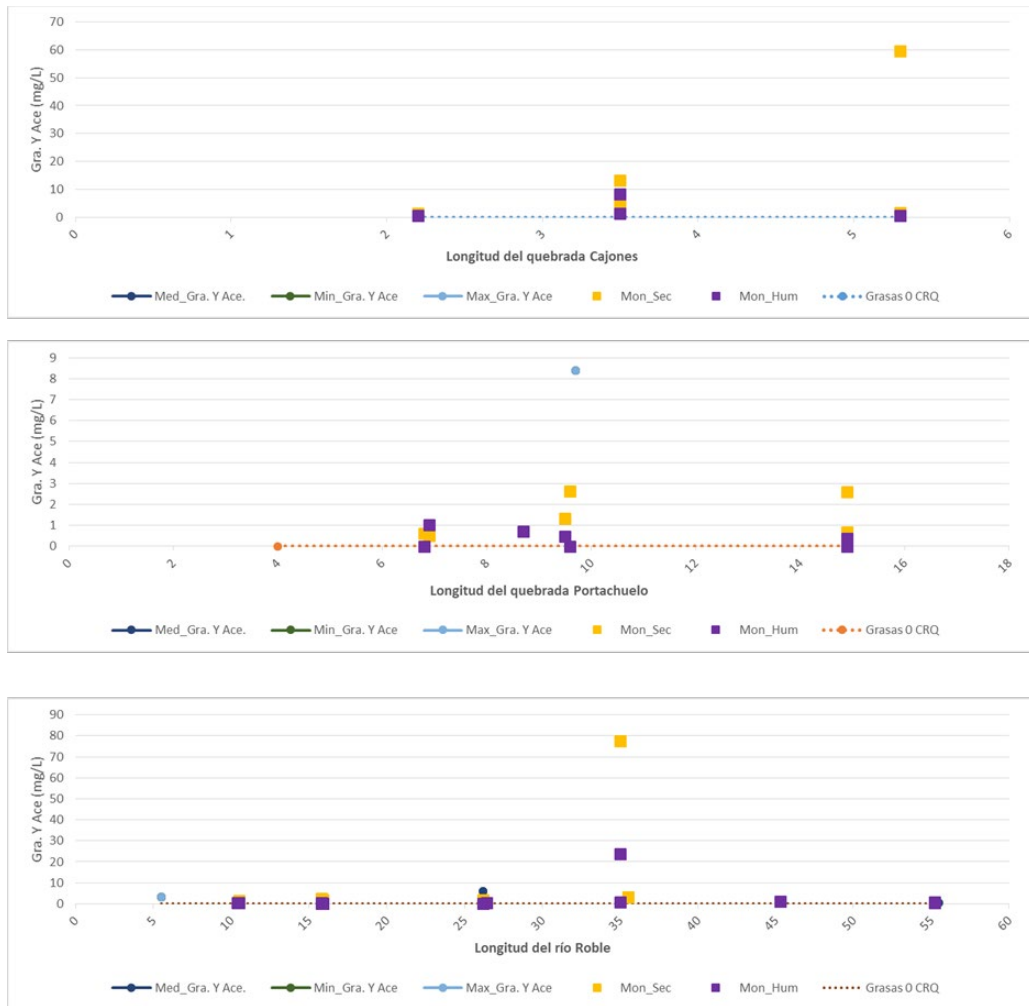 70
60
50
40
30
20
10
0
Gra. Y Ace (mg/L)
0 1 2 3 4 5 6
Longitud del quebrada Cajones
Med_Gra. Y Ace. Min_Gra. Y Ace Max_Gra. Y Ace Mon_Sec Mon_Hum Grasas 0 CRQ
9
8
7
6
5
4
3
2
1
0
Gra. Y Ace (mg/L)
0 2 4 6 8 10 12 14 16 18
Longitud del quebrada Portachuelo
Med_Gra. Y Ace. Min_Gra. Y Ace Max_Gra. Y Ace Mon_Sec Mon_Hum Grasas 0 CRQ
90
80
70
60
50
40
30
20
10
0
Gra. Y Ace (mg/L)
0 5 10 15 20 25 30 35 40 45 50 55 60
Longitud del río Roble
Med_Gra. Y Ace. Min_Gra. Y Ace Max_Gra. Y Ace Mon_Sec Mon_Hum Grasas 0 CRQ